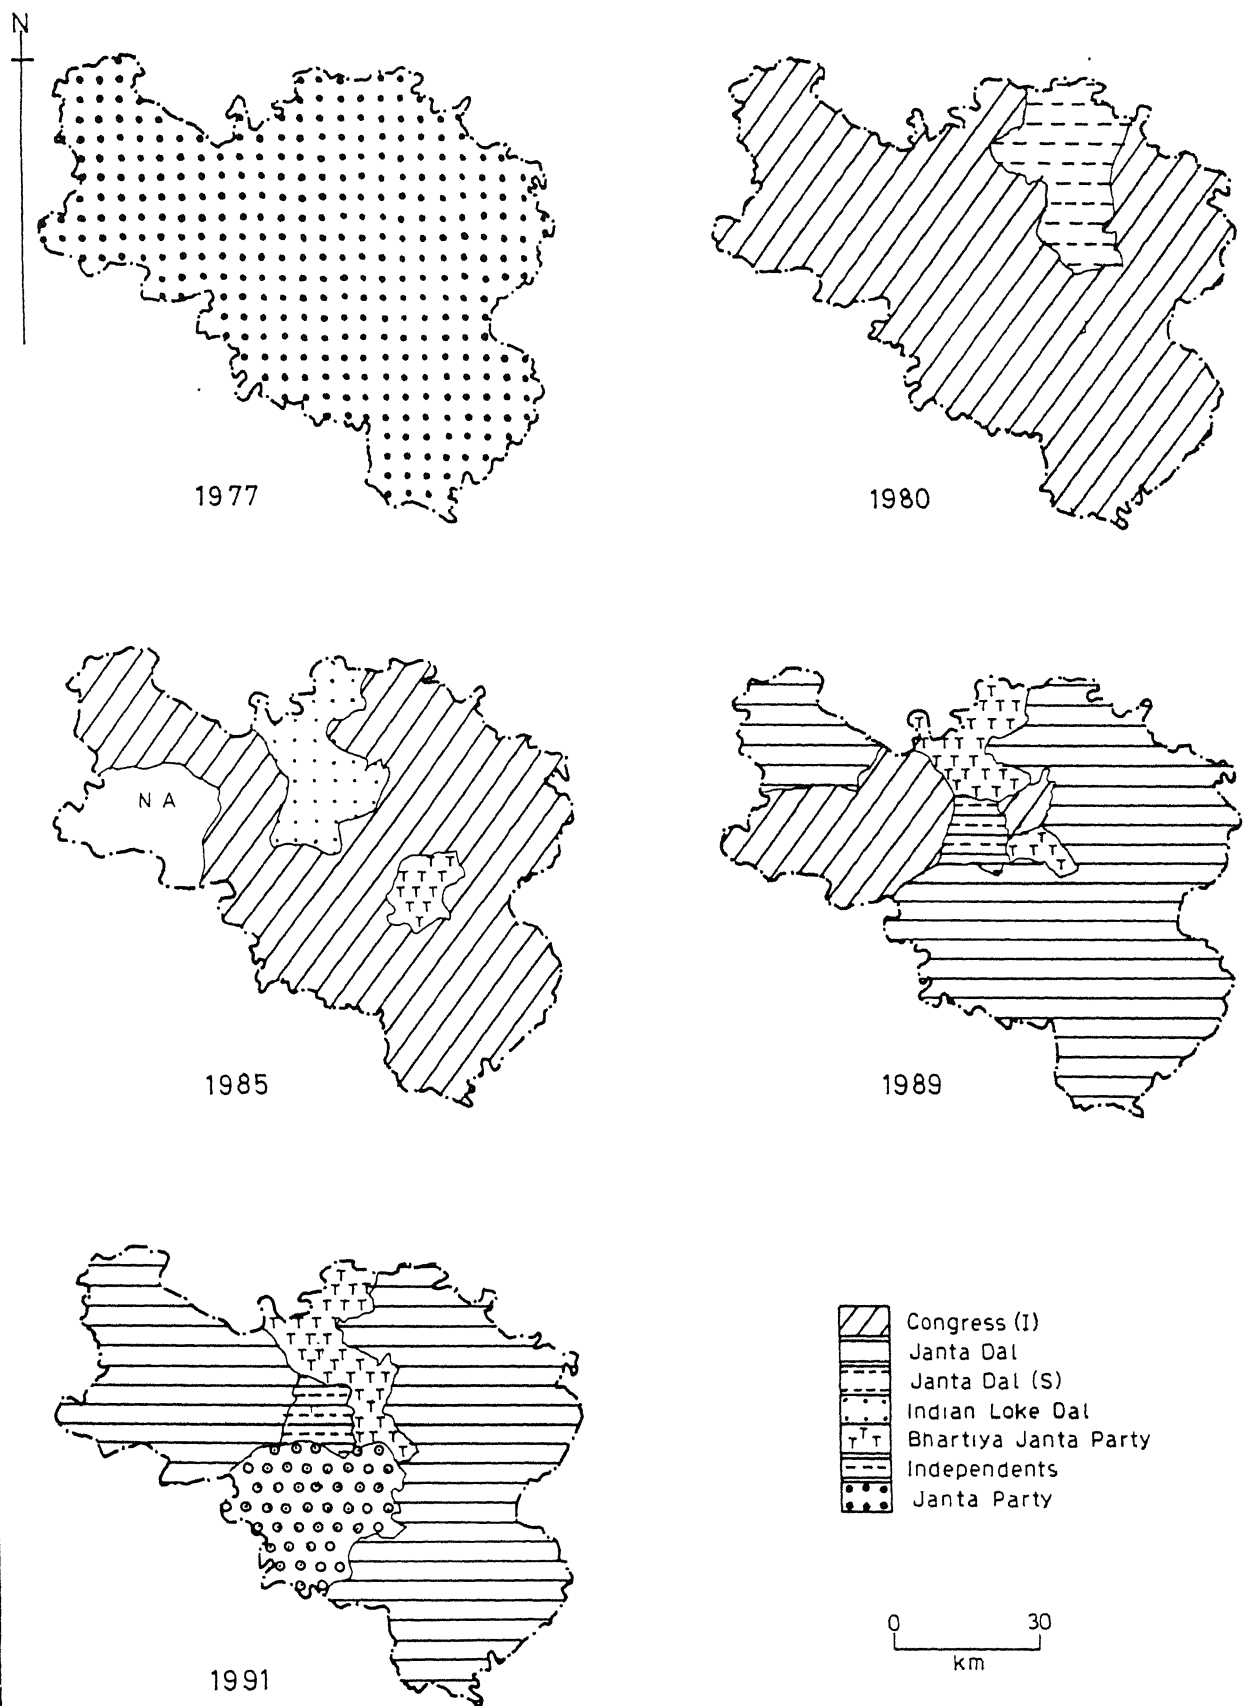 N
1977
1980
N A
1985
1989
1991
Congress (I)
Janta Dal
Janta Dal (S)
Indian Loke Dal
Bhartiya Janta Party
Independents
Janta Party
0 30
km